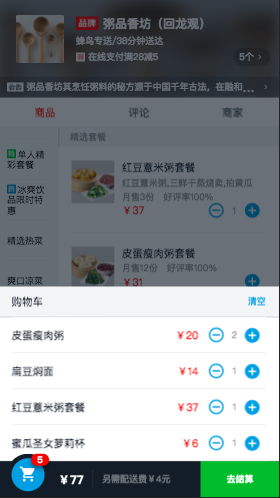 品牌 粥品香坊（回龙观）
蜂鸟专送/38分钟送达
减 在线支付满28减5
5个 >
公告 粥品香坊其烹饪粥料的秘方源于中国千年古法，在融和... >
商品 评论 商家
精选套餐
特 单人精彩套餐
爽 冰爽饮品限时特惠
精选热菜
爽口凉菜
红豆薏米粥套餐
红豆薏米粥,三鲜干蒸烧卖,拍黄瓜
月售3份 好评率100%
￥37 1
皮蛋瘦肉粥套餐
月售12份 好评率100%
￥31
购物车 清空
皮蛋瘦肉粥 ￥20 2
扁豆焖面 ￥14 1
红豆薏米粥套餐 ￥37 1
蜜瓜圣女萝莉杯 ￥6 1
5
￥77 另需配送费￥4元 去结算